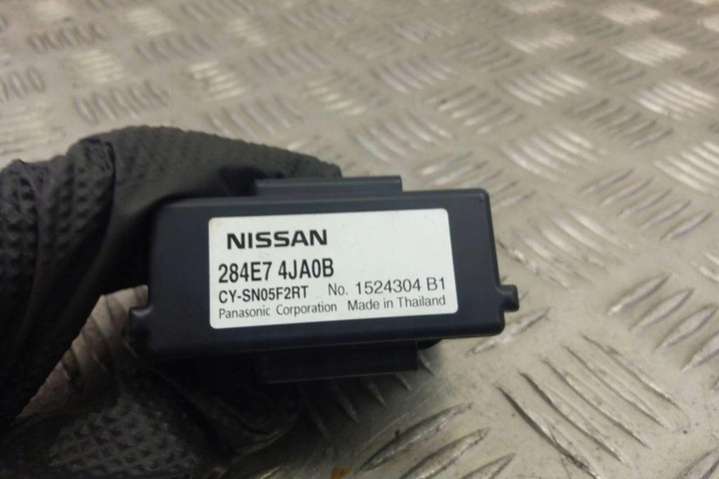 NISSAN
284E7 4JA0B
CY-SN05F2RT No. 1524304 B1
Panasonic Corporation Made in Thailand